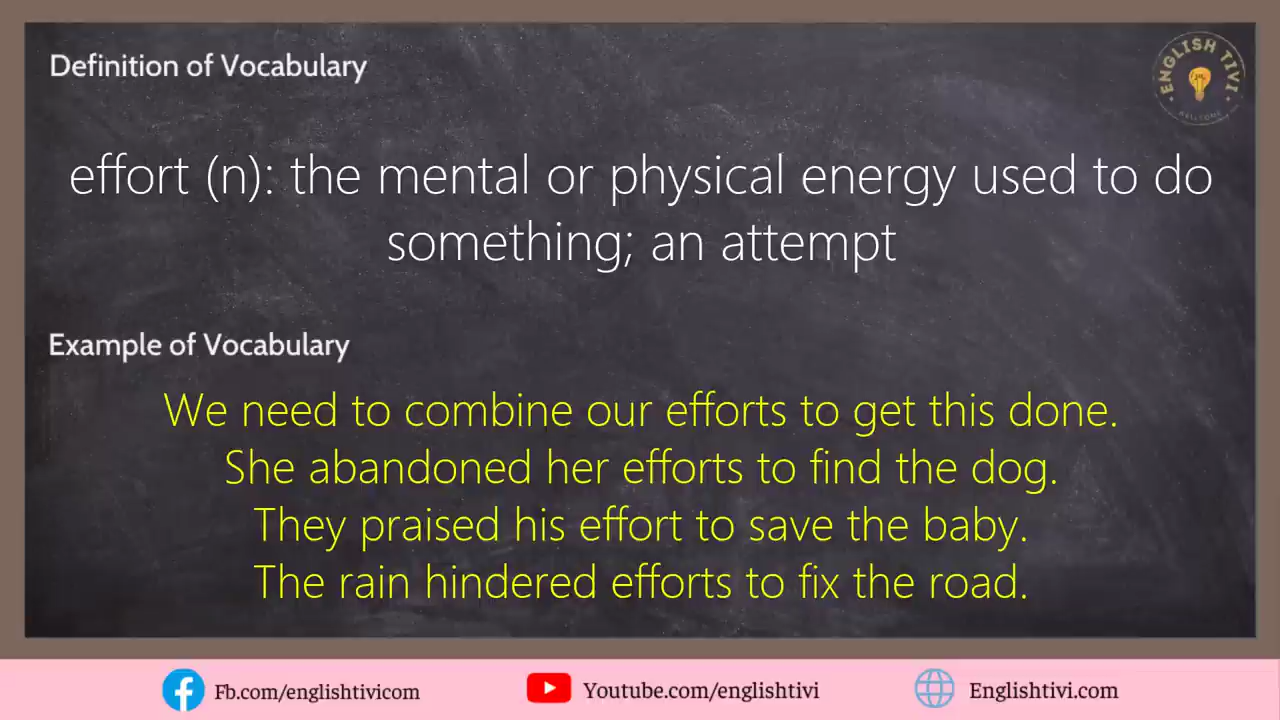 Definition of Vocabulary
ENGLISH TIVI
effort (n): the mental or physical energy used to do
something; an attempt
Example of Vocabulary
We need to combine our efforts to get this done.
She abandoned her efforts to find the dog.
They praised his effort to save the baby.
The rain hindered efforts to fix the road.
Fb.com/englishtivicom
Youtube.com/englishtivi
Englishtivi.com